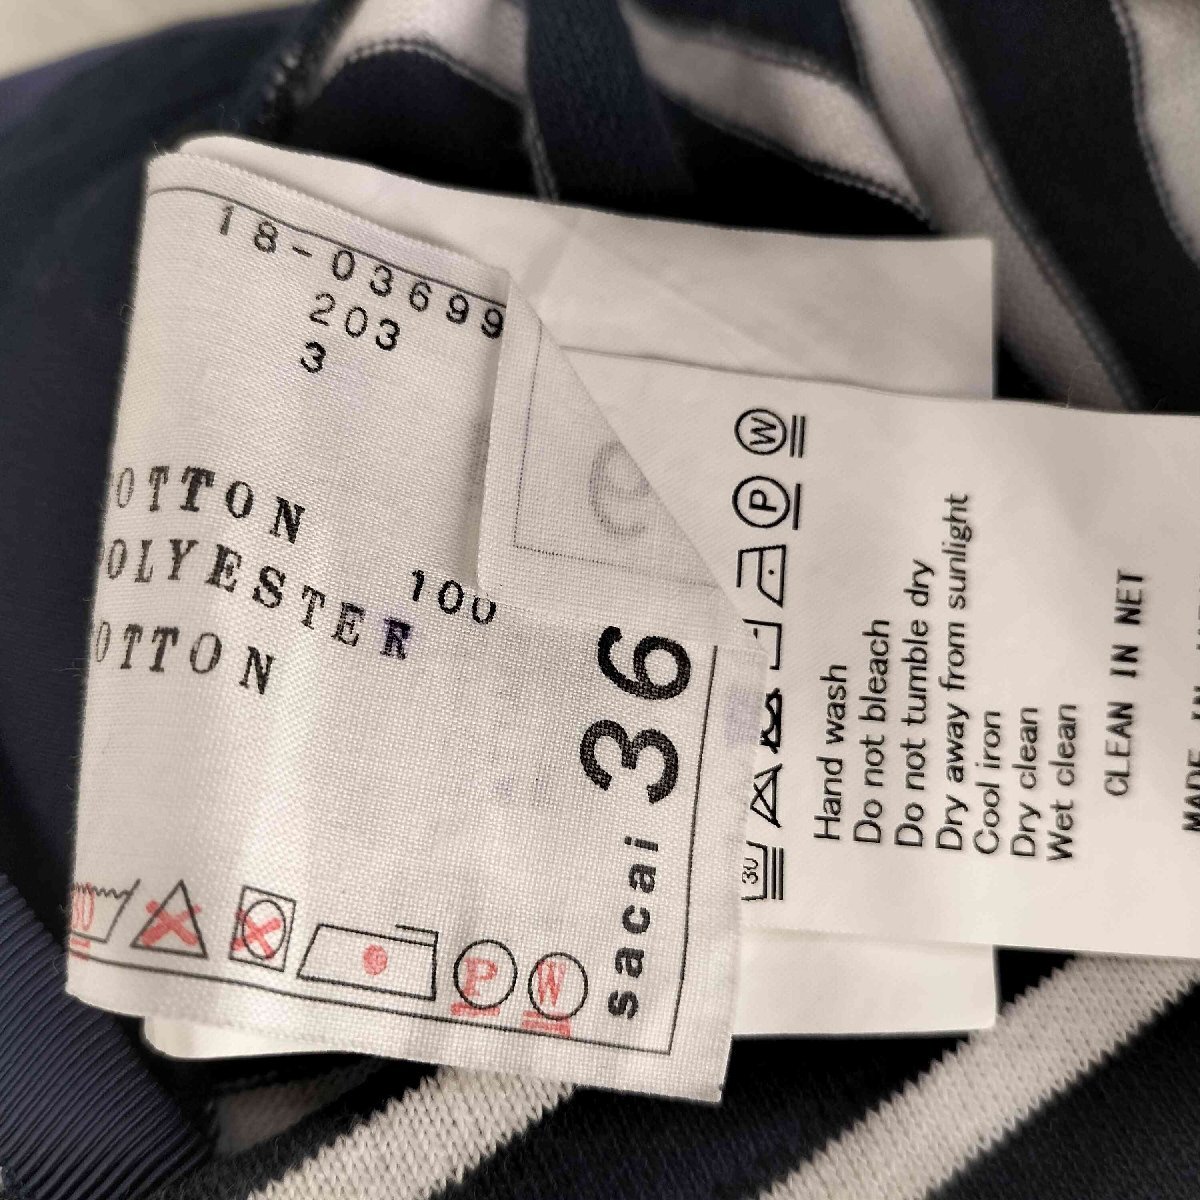 18-03699
203
3
OTTON
OLYESTER
100
OTTON
sacai 36
P
W
e
30
P
W
Hand wash
Do not bleach
Do not tumble dry
Dry away from sunlight
Cool iron
Dry clean
Wet clean
CLEAN IN NET